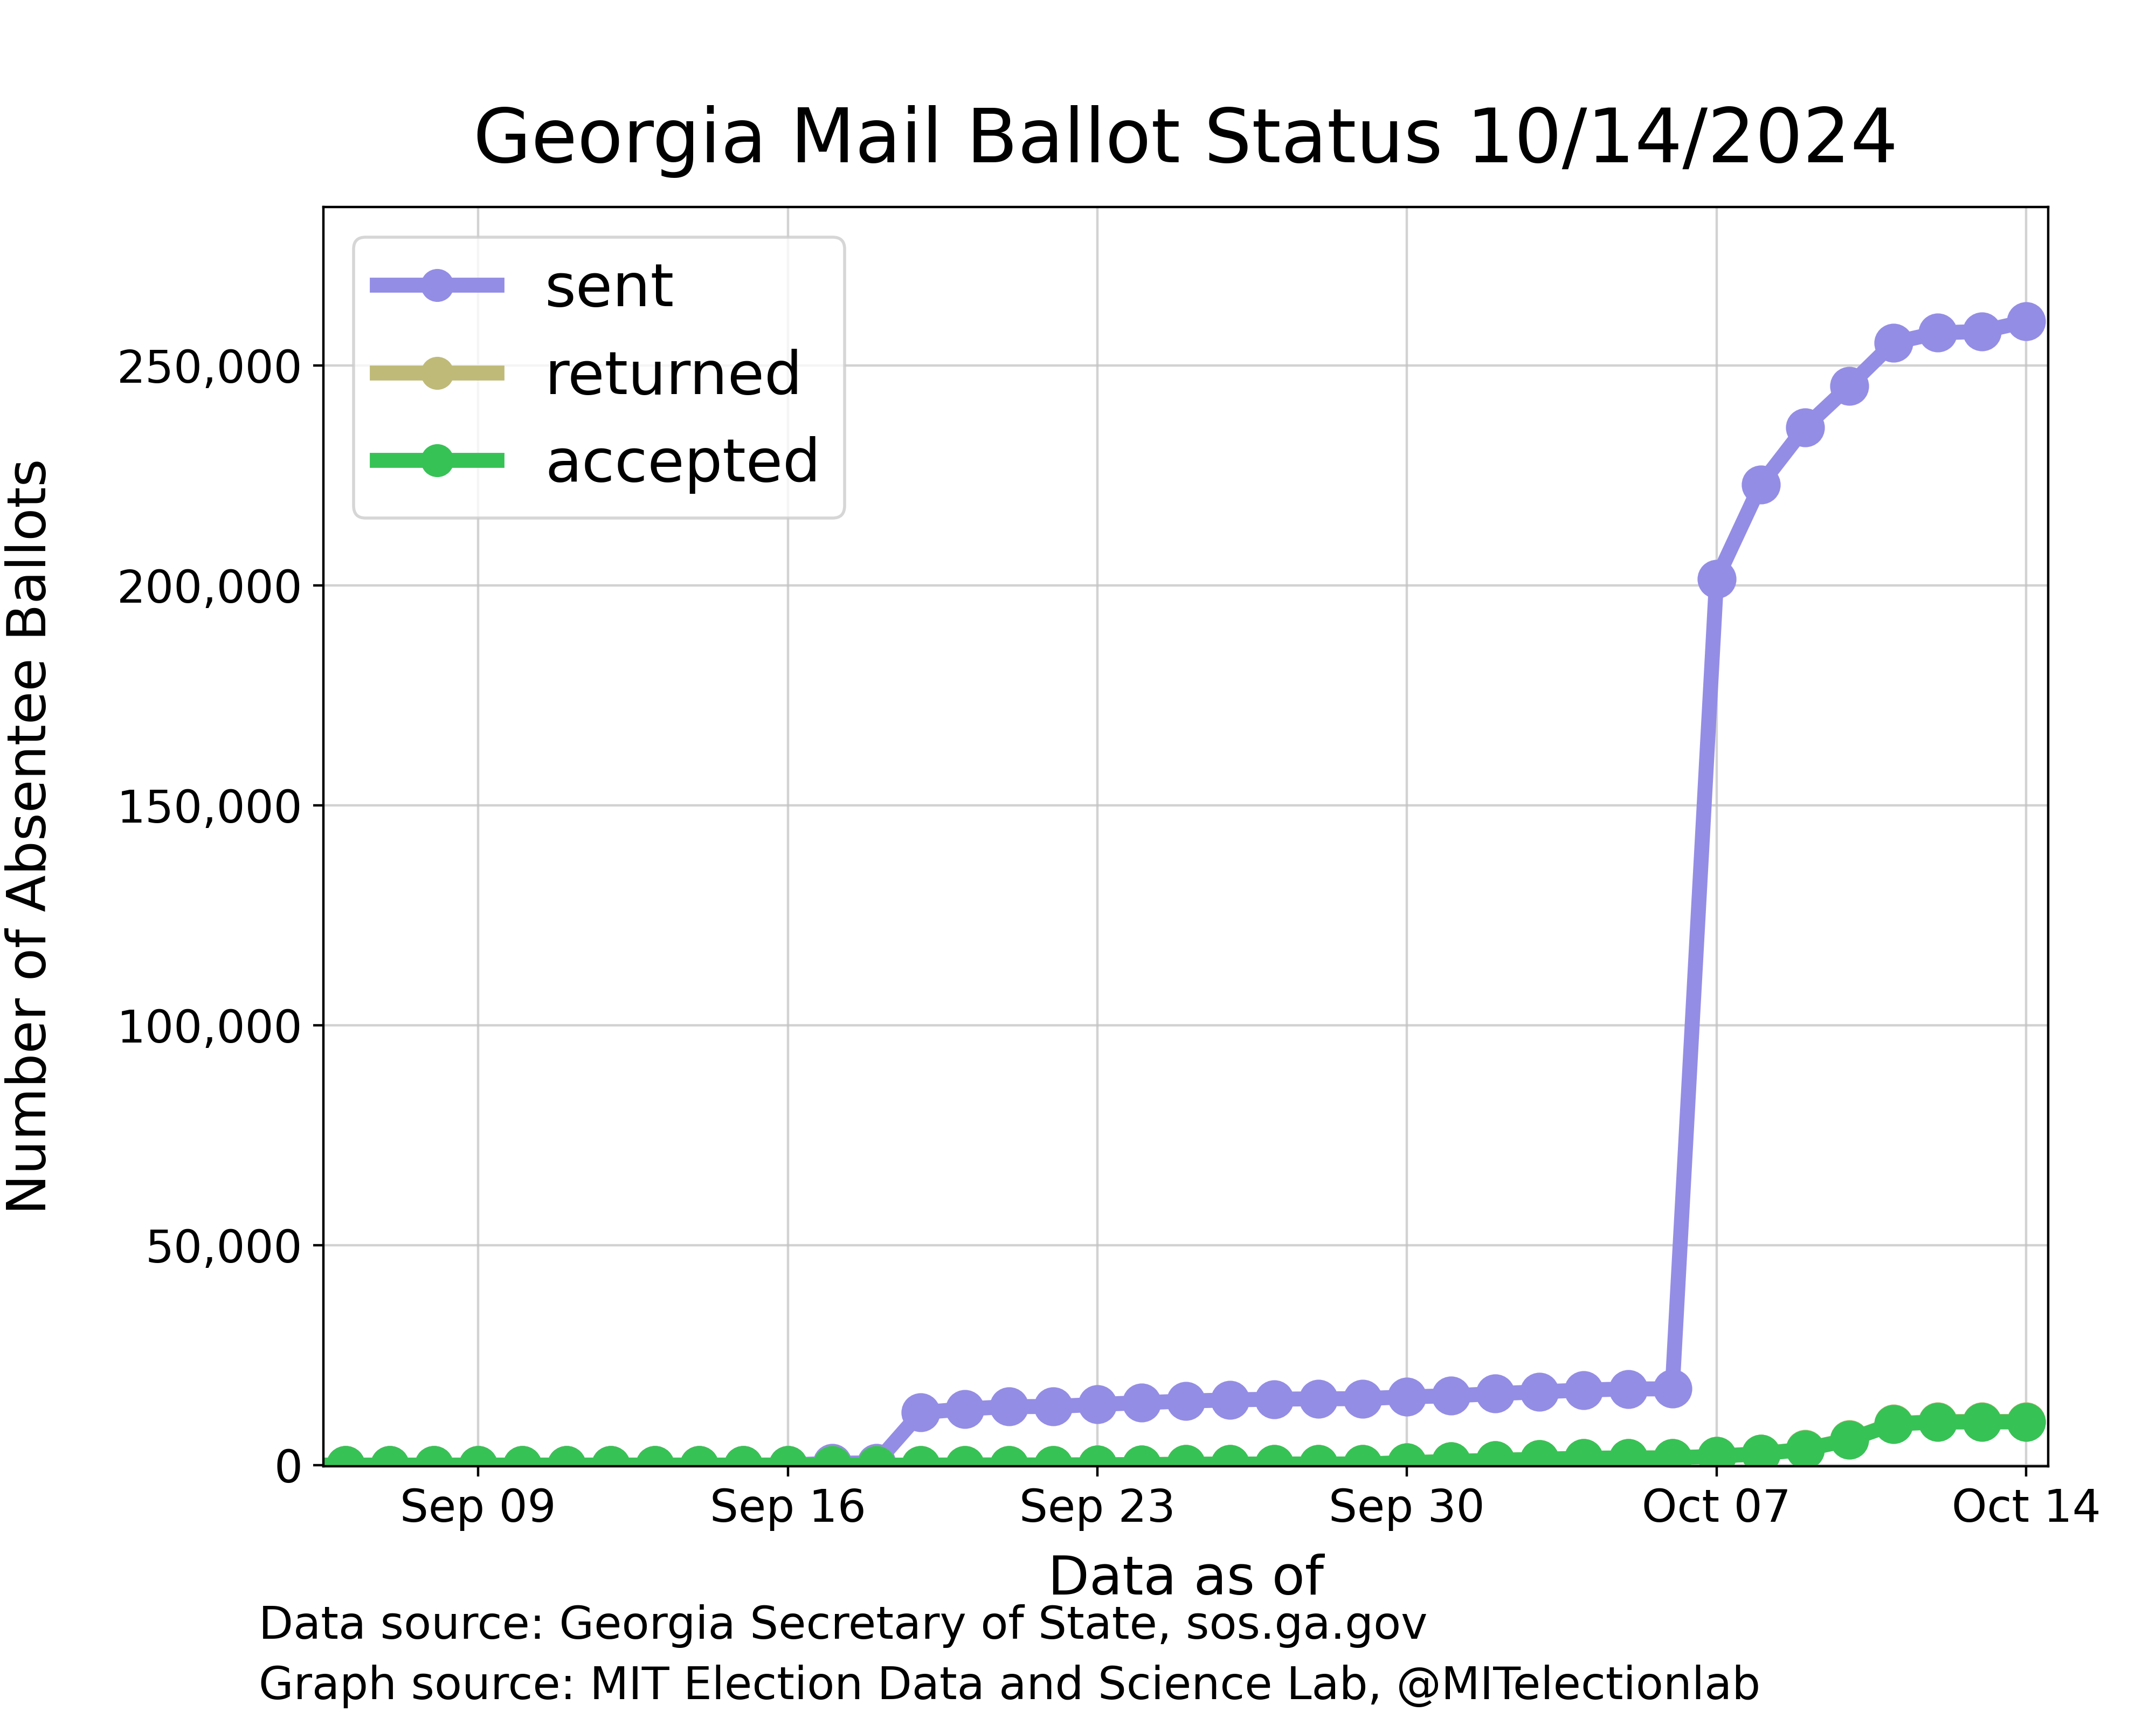 Georgia Mail Ballot Status 10/14/2024
sent
returned
accepted
Number of Absentee Ballots
250,000
200,000
150,000
100,000
50,000
0
Sep 09
Sep 16
Sep 23
Sep 30
Oct 07
Oct 14
Data as of
Data source: Georgia Secretary of State, sos.ga.gov
Graph source: MIT Election Data and Science Lab, @MITelectionlab